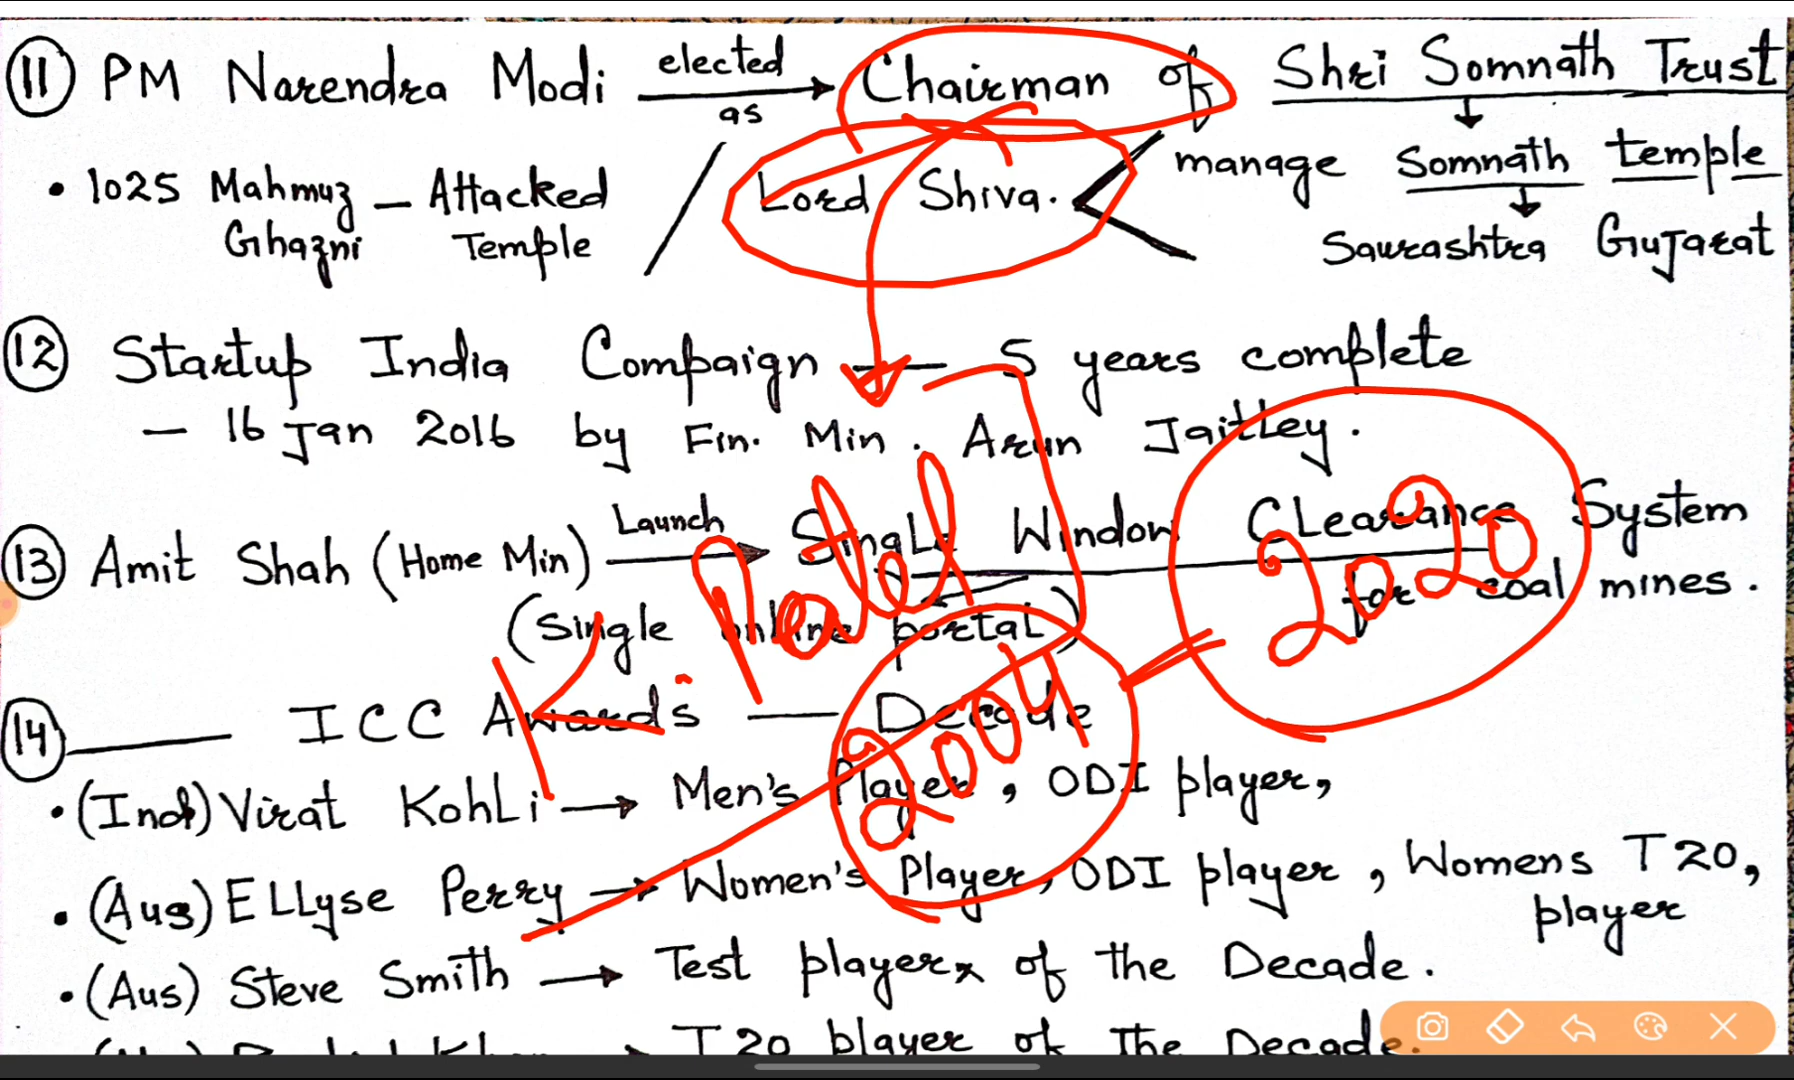 11 PM Narendra Modi elected as → Chairman of Shri Somnath Trust
manage Somnath temple
Saurashtra Gujarat
Lord Shiva.
• 1025 Mahmuz Ghazni — Attacked Temple
12 Startup India Compaign — 5 years complete
— 16 Jan 2016 by Fin. Min. Arun Jaitley.
13 Amit Shah (Home Min) Launch → Single Window CLearance System
for coal mines.
(Single online portal)
K. Patel
2004 — 2020
14 ICC Awards — Decade
• (Ind) Virat KohLi → Men's Player, ODI player,
• (Aus) ELLyse Perry → Women's Player, ODI player, Womens T20, player
• (Aus) Steve Smith → Test player of the Decade.
T20 player of The Decade.